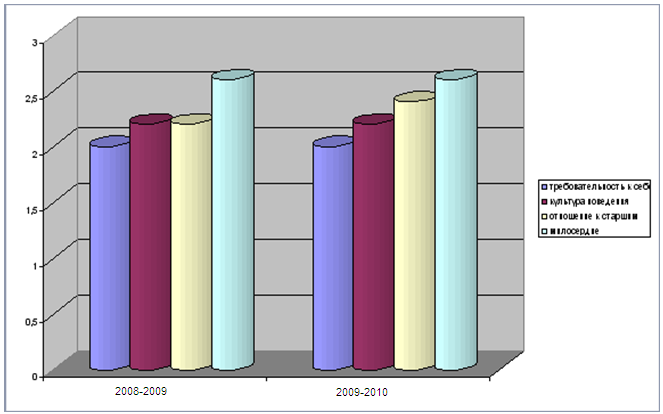 3
2,5
2
1,5
1
0,5
0
2008-2009
2009-2010
требовательность к себе
культура поведения
отношение к старшим
милосердие